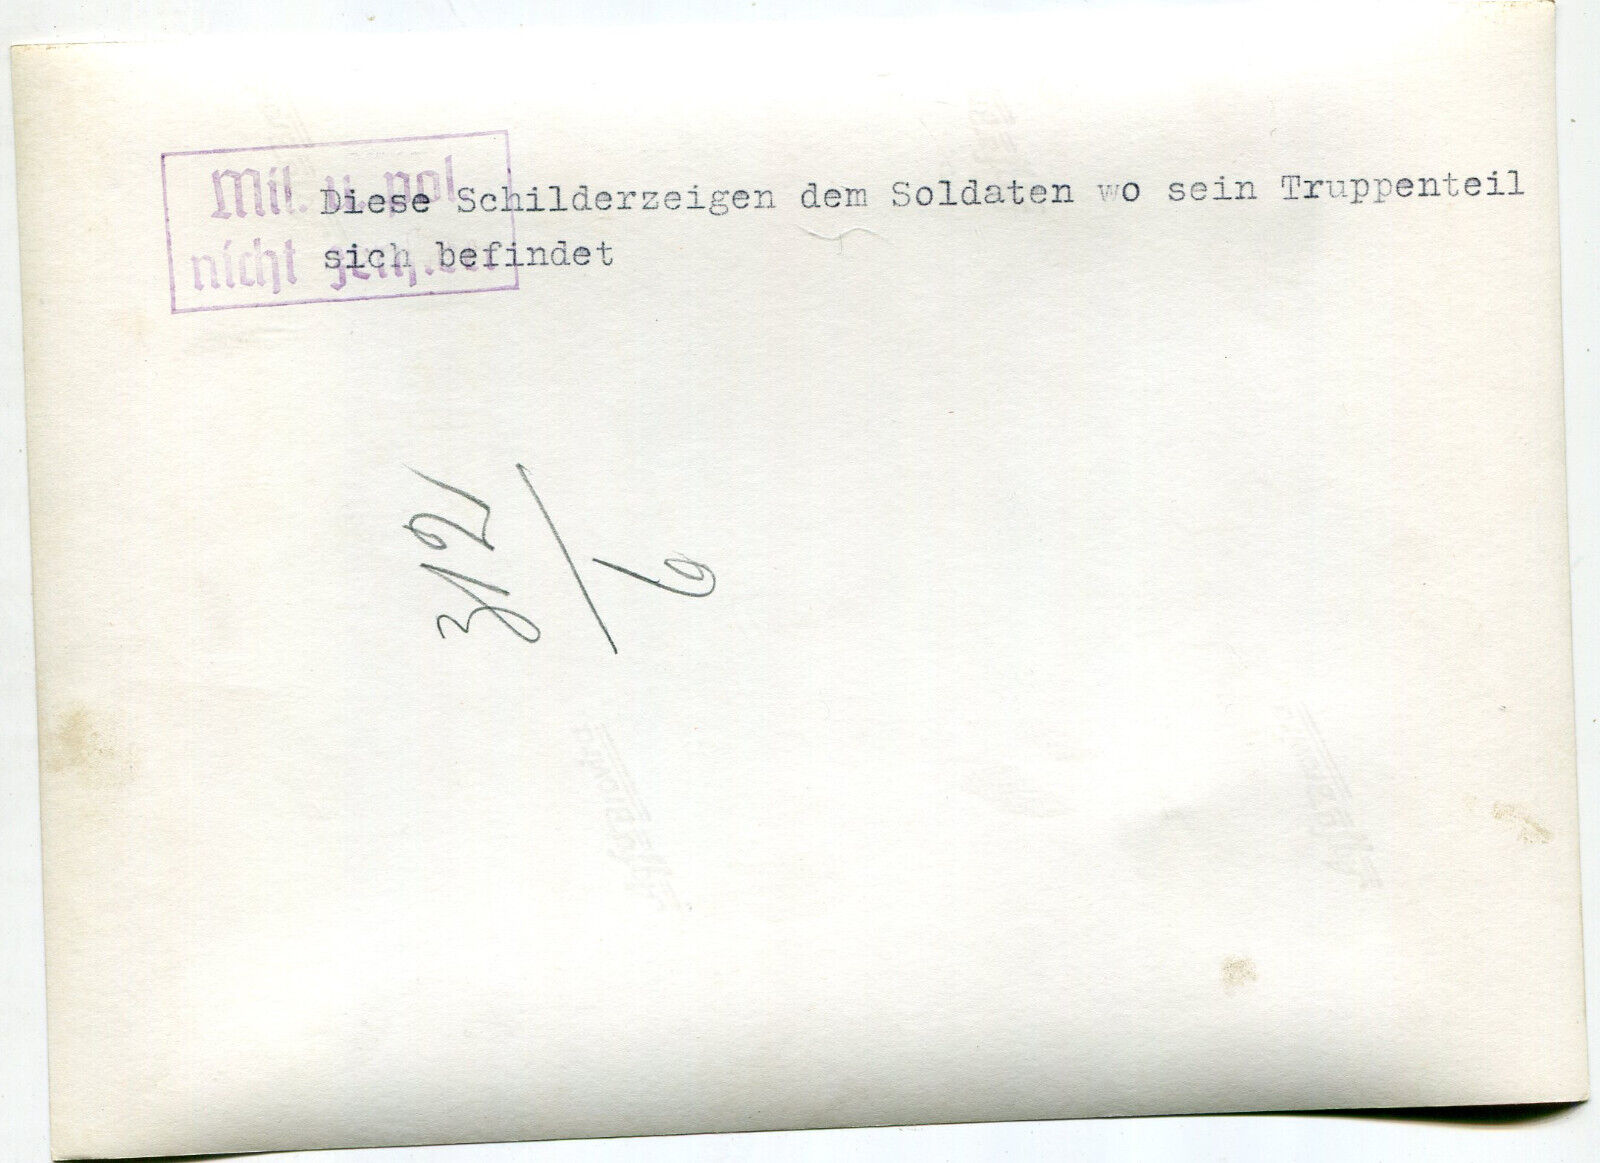 Mil. u. pol.
nicht
Diese Schilderzeigen dem Soldaten wo sein Truppenteil
sich befindet
312/6